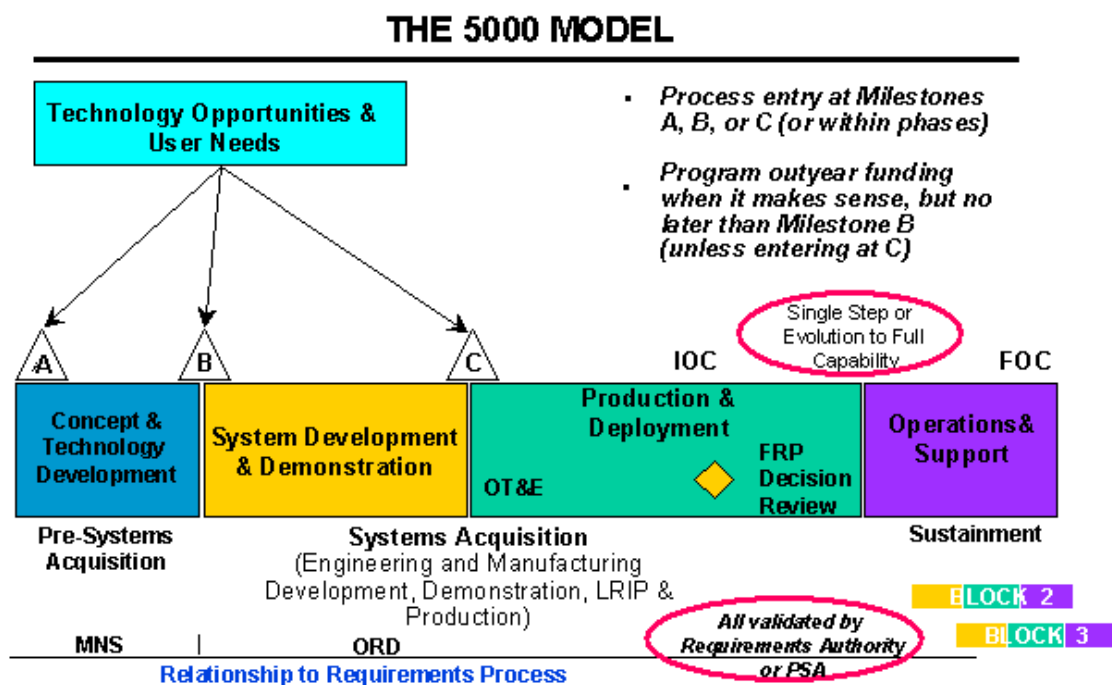 THE 5000 MODEL
Technology Opportunities &
User Needs
▪ Process entry at Milestones
A, B, or C (or within phases)
▪ Program outyear funding
when it makes sense, but no
later than Milestone B
(unless entering at C)
Single Step or
Evolution to Full
Capability
A
B
C
IOC
FOC
Concept &
Technology
Development
System Development
& Demonstration
Production &
Deployment
OT&E
FRP
Decision
Review
Operations&
Support
Pre-Systems
Acquisition
Systems Acquisition
(Engineering and Manufacturing
Development, Demonstration, LRIP &
Production)
Sustainment
BLOCK 2
BLOCK 3
MNS
ORD
All validated by
Requirements Authority
or PSA
Relationship to Requirements Process